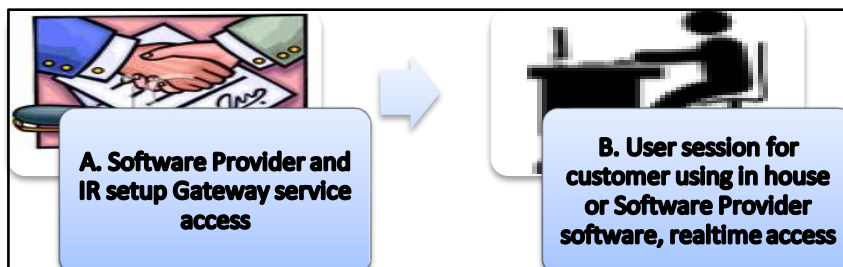 A. Software Provider and
IR setup Gateway service
access
B. User session for
customer using in house
or Software Provider
software, realtime access